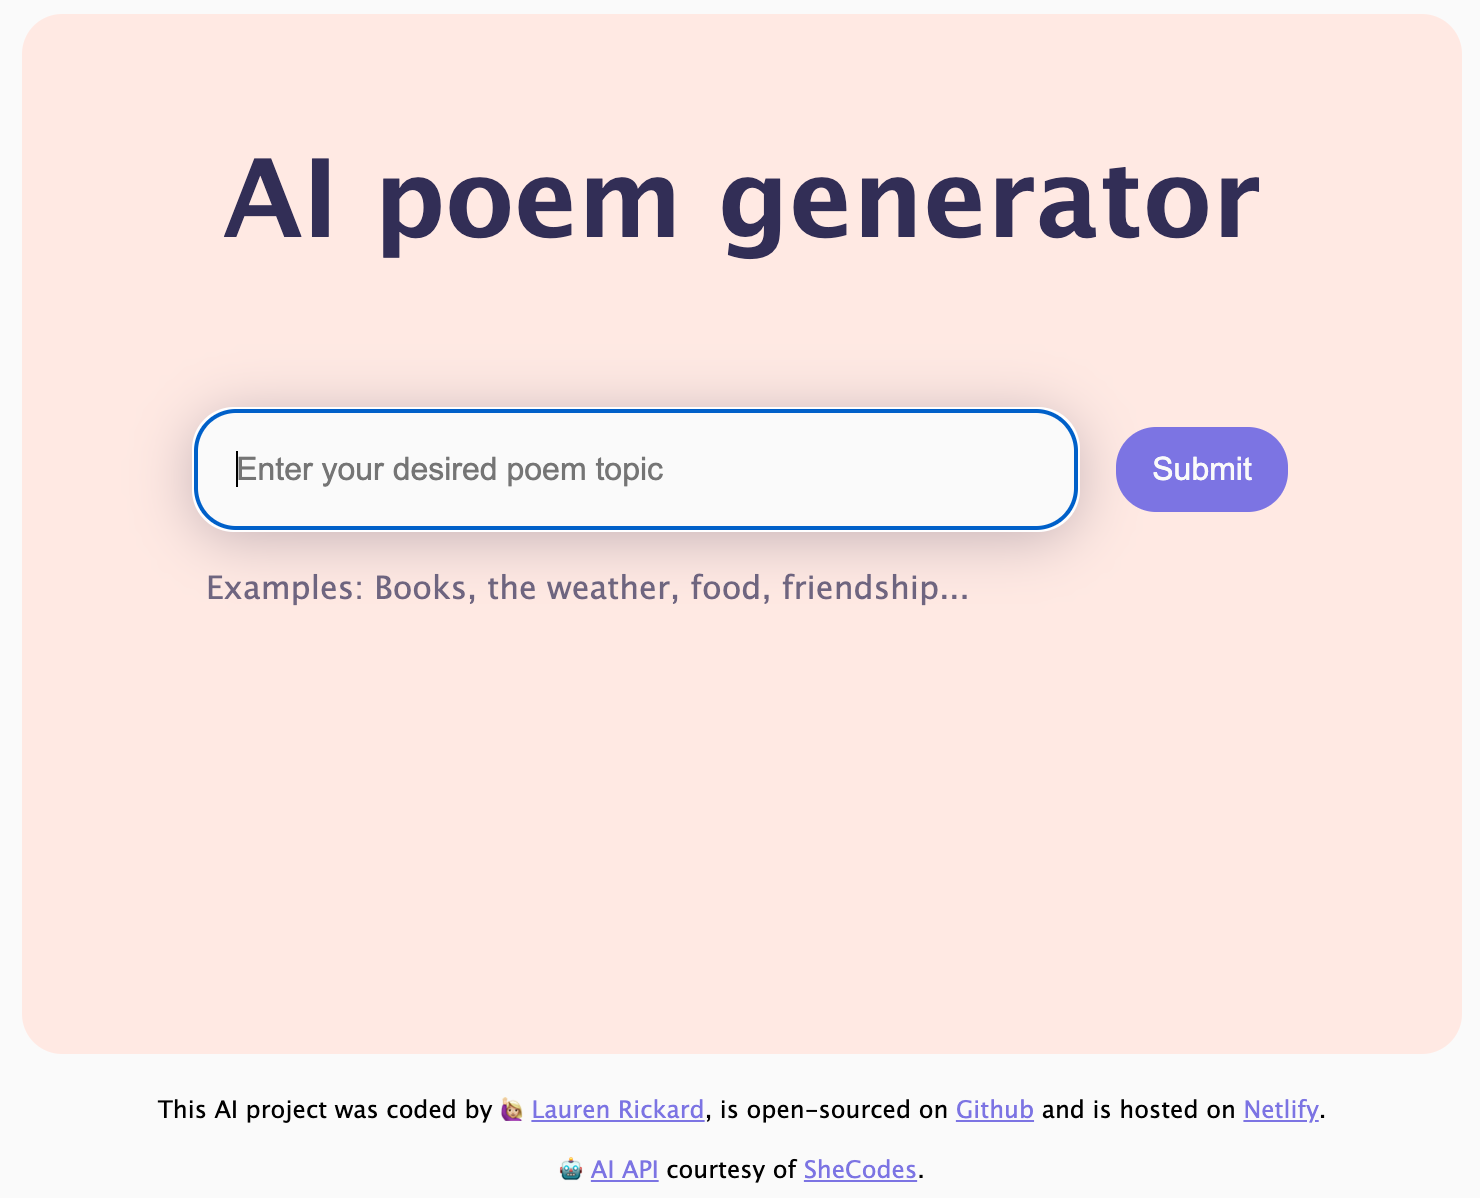 AI poem generator
Enter your desired poem topic
Submit
Examples: Books, the weather, food, friendship...
This AI project was coded by 🙋🏼‍♀️ Lauren Rickard, is open-sourced on Github and is hosted on Netlify.
🤖 AI API courtesy of SheCodes.